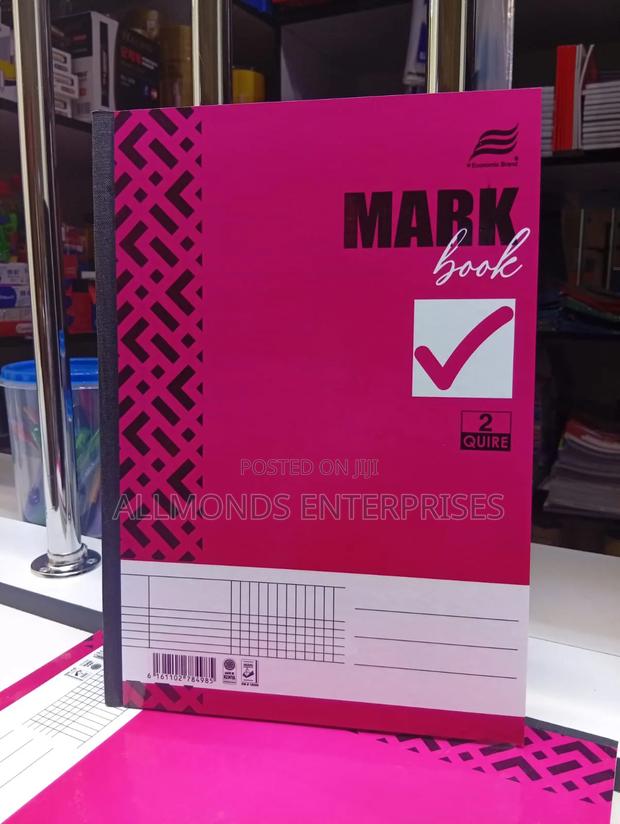 Economic Brand
MARK
book
2
QUIRE
POSTED ON JIJI
ALLMONDS ENTERPRISES
6 161102 784985